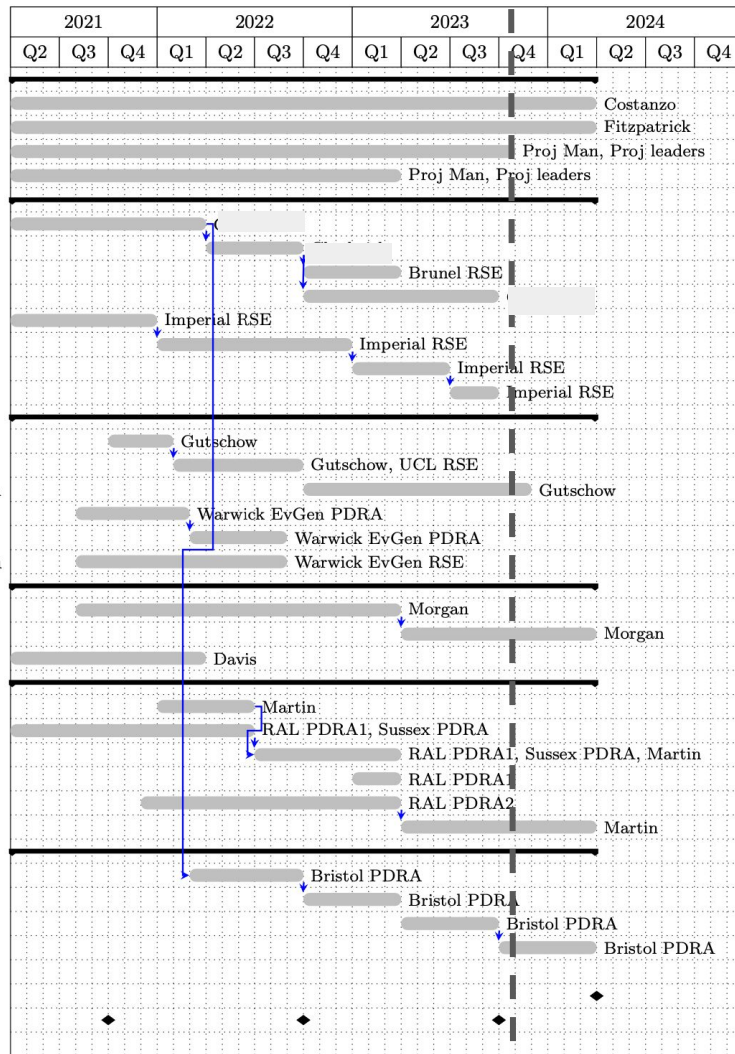 2021 2022 2023 2024
Q2 Q3 Q4 Q1 Q2 Q3 Q4 Q1 Q2 Q3 Q4 Q1 Q2 Q3 Q4
Costanzo
Fitzpatrick
Proj Man, Proj leaders
Proj Man, Proj leaders
Brunel RSE
Imperial RSE
Imperial RSE
Imperial RSE
Imperial RSE
Gutschow
Gutschow, UCL RSE
Gutschow
Warwick EvGen PDRA
Warwick EvGen PDRA
Warwick EvGen RSE
Morgan
Morgan
Davis
Martin
RAL PDRA1, Sussex PDRA
RAL PDRA1, Sussex PDRA, Martin
RAL PDRA1
RAL PDRA2
Martin
Bristol PDRA
Bristol PDRA
Bristol PDRA
Bristol PDRA